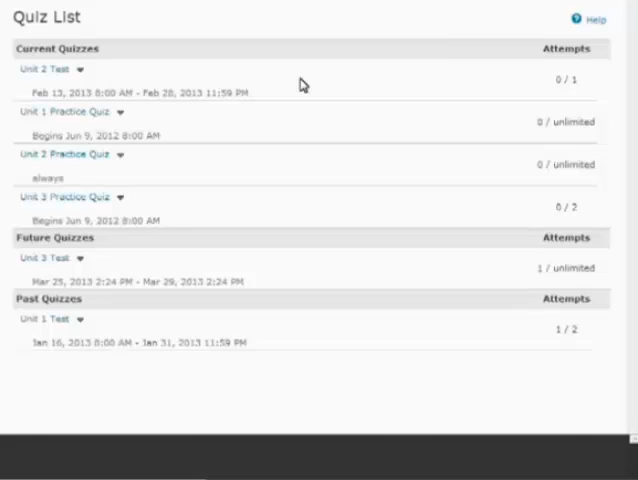 Quiz List
Help
Current Quizzes Attempts
Unit 2 Test
0 / 1
Feb 13, 2013 8:00 AM - Feb 28, 2013 11:59 PM
Unit 1 Practice Quiz
0 / unlimited
Begins Jun 9, 2012 8:00 AM
Unit 2 Practice Quiz
0 / unlimited
always
Unit 3 Practice Quiz
0 / 2
Begins Jun 9, 2012 8:00 AM
Future Quizzes Attempts
Unit 3 Test
1 / unlimited
Mar 25, 2013 2:24 PM - Mar 29, 2013 2:24 PM
Past Quizzes Attempts
Unit 1 Test
1 / 2
Jan 16, 2013 8:00 AM - Jan 31, 2013 11:59 PM